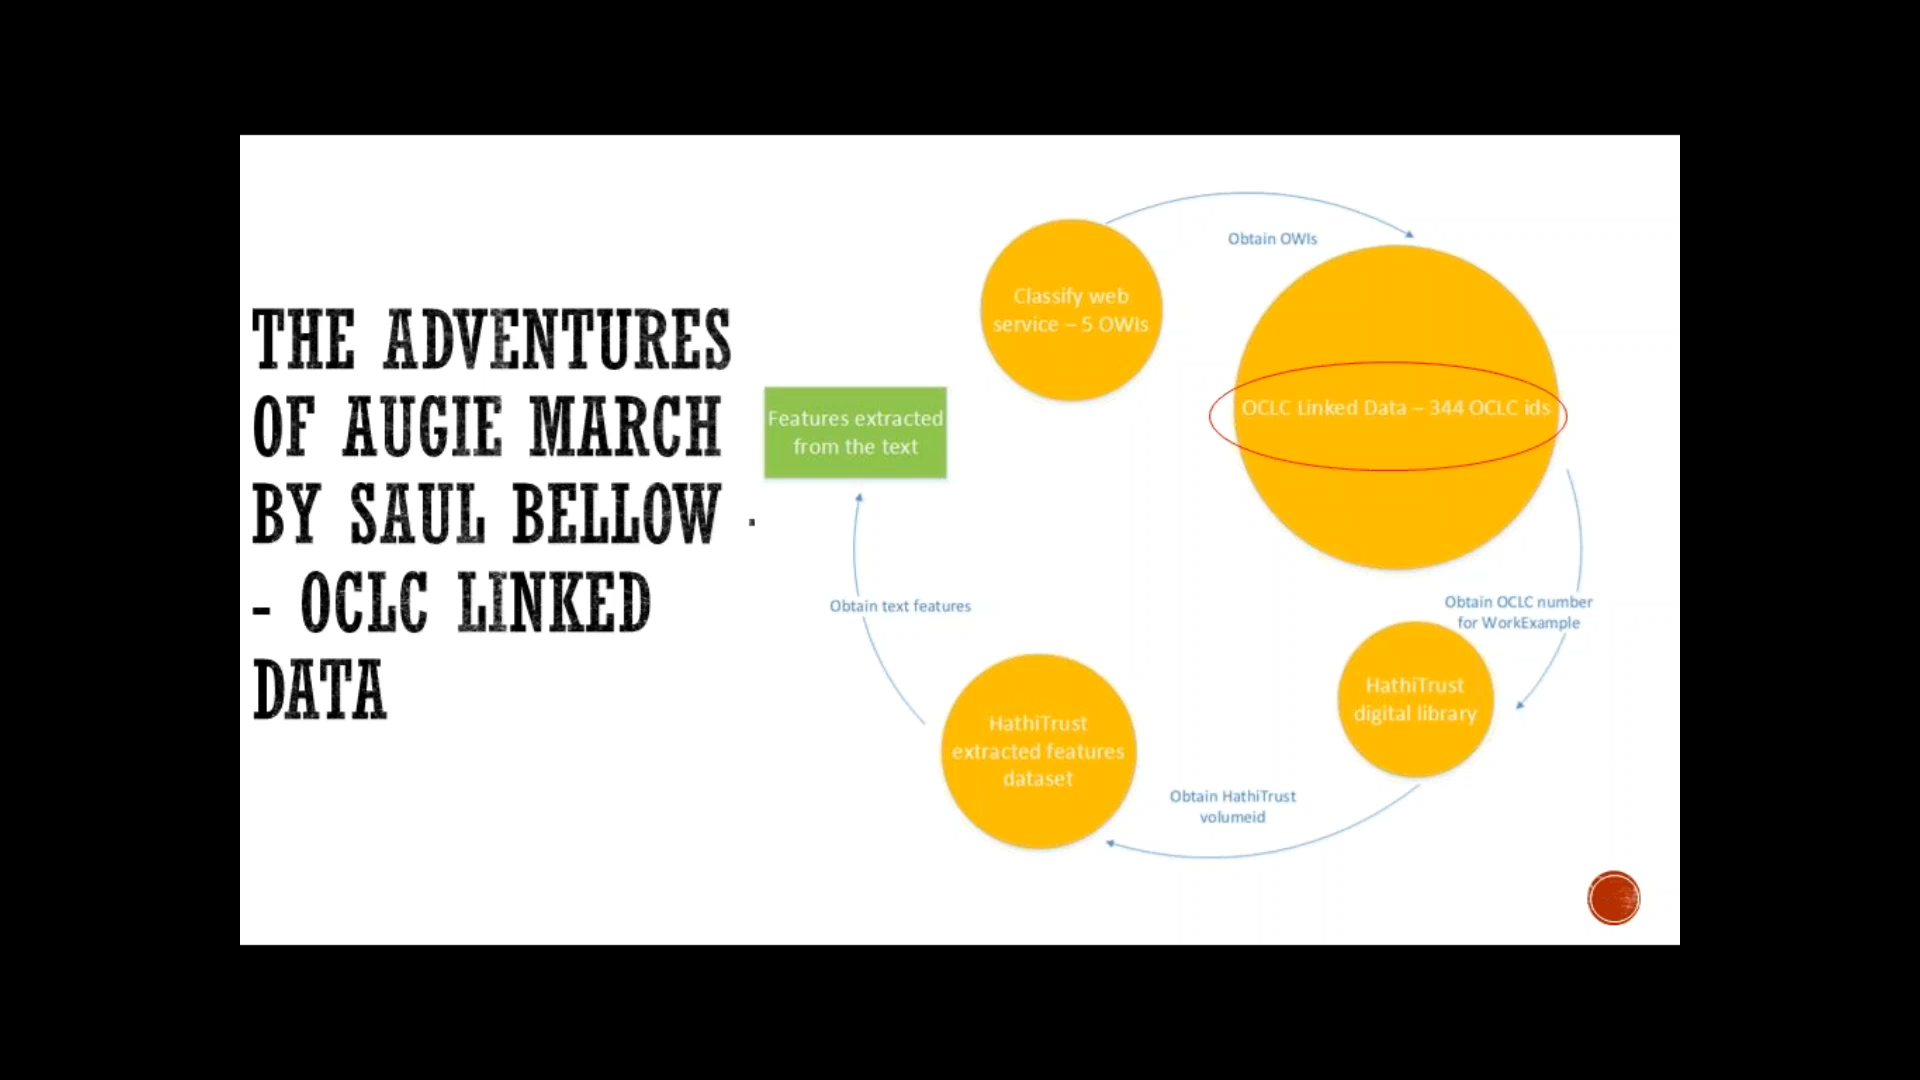 THE ADVENTURES
OF AUGIE MARCH
BY SAUL BELLOW
- OCLC LINKED
DATA
Obtain OWIs
Classify web
service – 5 OWIs
OCLC Linked Data – 344 OCLC ids
Features extracted
from the text
Obtain OCLC number
for WorkExample
Obtain text features
HathiTrust
digital library
HathiTrust
extracted features
dataset
Obtain HathiTrust
volumeid